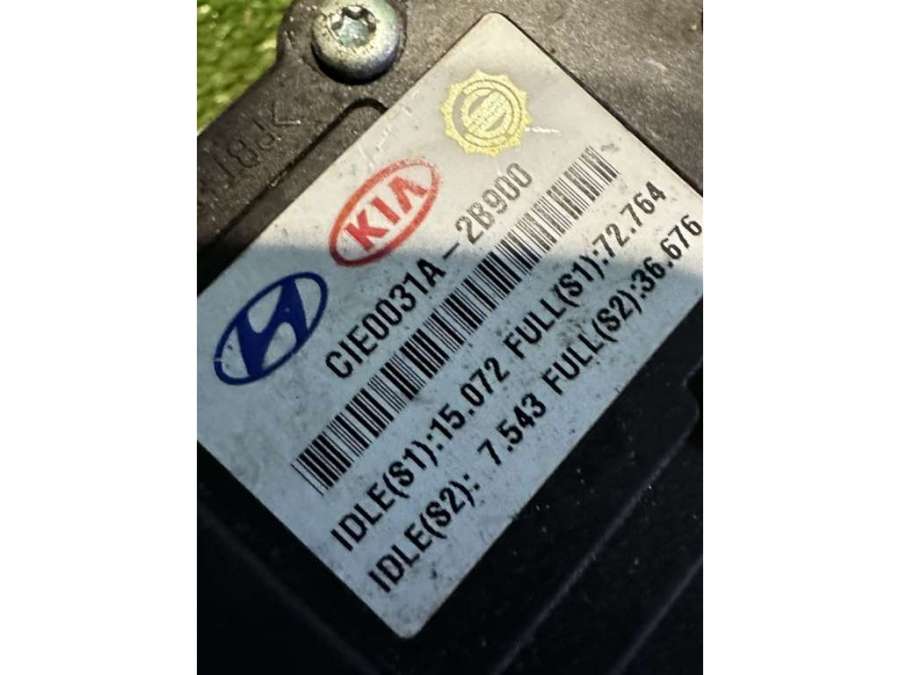 KIA
CIE0031A-2B900
IDLE(S1):15.072 FULL(S1):72.764
IDLE(S2): 7.543 FULL(S2):36.676